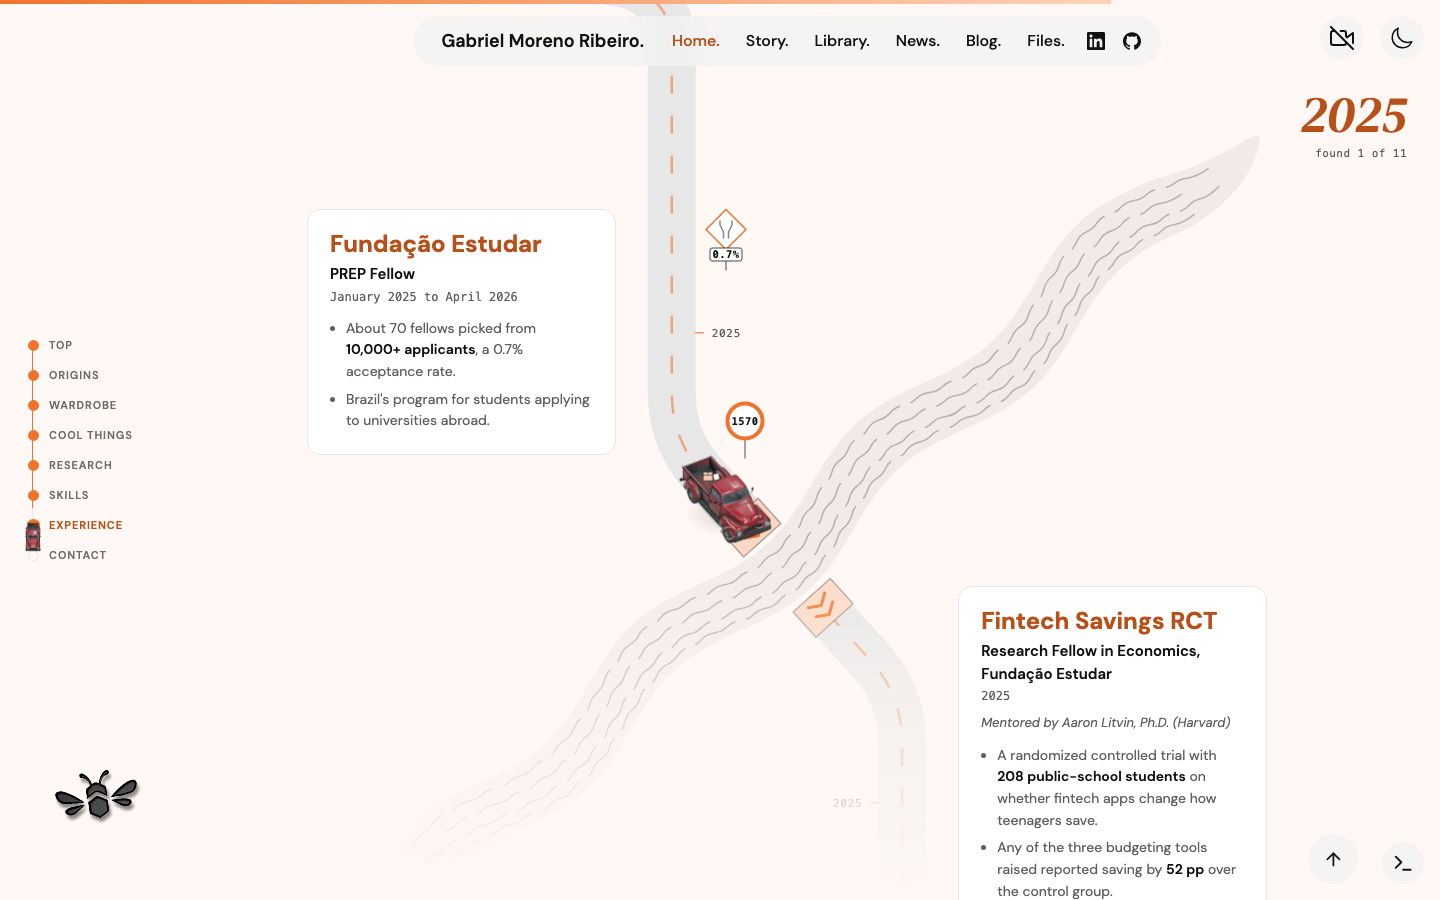 Gabriel Moreno Ribeiro.
Home.
Story.
Library.
News.
Blog.
Files.
2025
found 1 of 11
Fundação Estudar
PREP Fellow
January 2025 to April 2026
About 70 fellows picked from
10,000+ applicants, a 0.7%
acceptance rate.
Brazil's program for students applying
to universities abroad.
0.7%
2025
1570
TOP
ORIGINS
WARDROBE
COOL THINGS
RESEARCH
SKILLS
EXPERIENCE
CONTACT
Fintech Savings RCT
Research Fellow in Economics,
Fundação Estudar
2025
Mentored by Aaron Litvin, Ph.D. (Harvard)
A randomized controlled trial with
208 public-school students on
whether fintech apps change how
teenagers save.
Any of the three budgeting tools
raised reported saving by 52 pp over
the control group.
2025